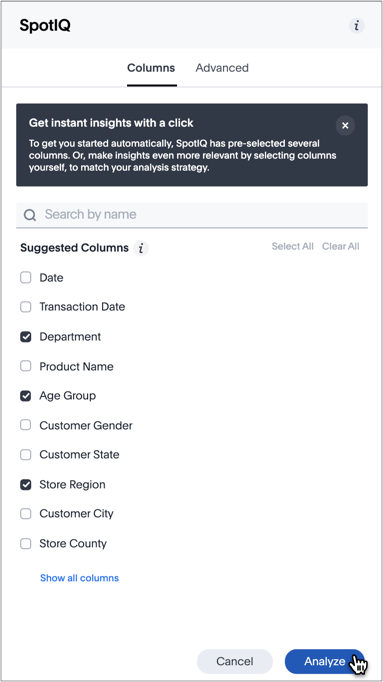 SpotIQ
i
Columns Advanced
Get instant insights with a click
To get you started automatically, SpotIQ has pre-selected several
columns. Or, make insights even more relevant by selecting columns
yourself, to match your analysis strategy.
Search by name
Suggested Columns i Select All Clear All
Date
Transaction Date
Department
Product Name
Age Group
Customer Gender
Customer State
Store Region
Customer City
Store County
Show all columns
Cancel Analyze